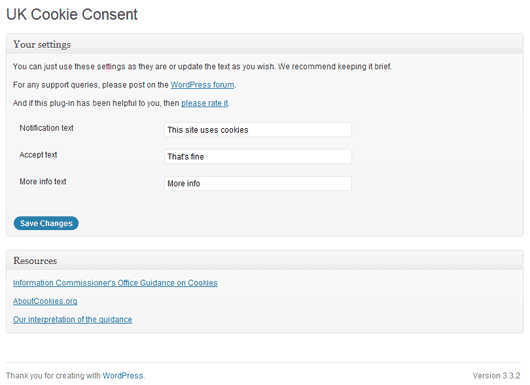 UK Cookie Consent
Your settings
You can just use these settings as they are or update the text as you wish. We recommend keeping it brief.
For any support queries, please post on the WordPress forum.
And if this plug-in has been helpful to you, then please rate it.
Notification text This site uses cookies
Accept text That's fine
More info text More info
Save Changes
Resources
Information Commissioner's Office Guidance on Cookies
AboutCookies.org
Our interpretation of the guidance
Thank you for creating with WordPress. Version 3.3.2